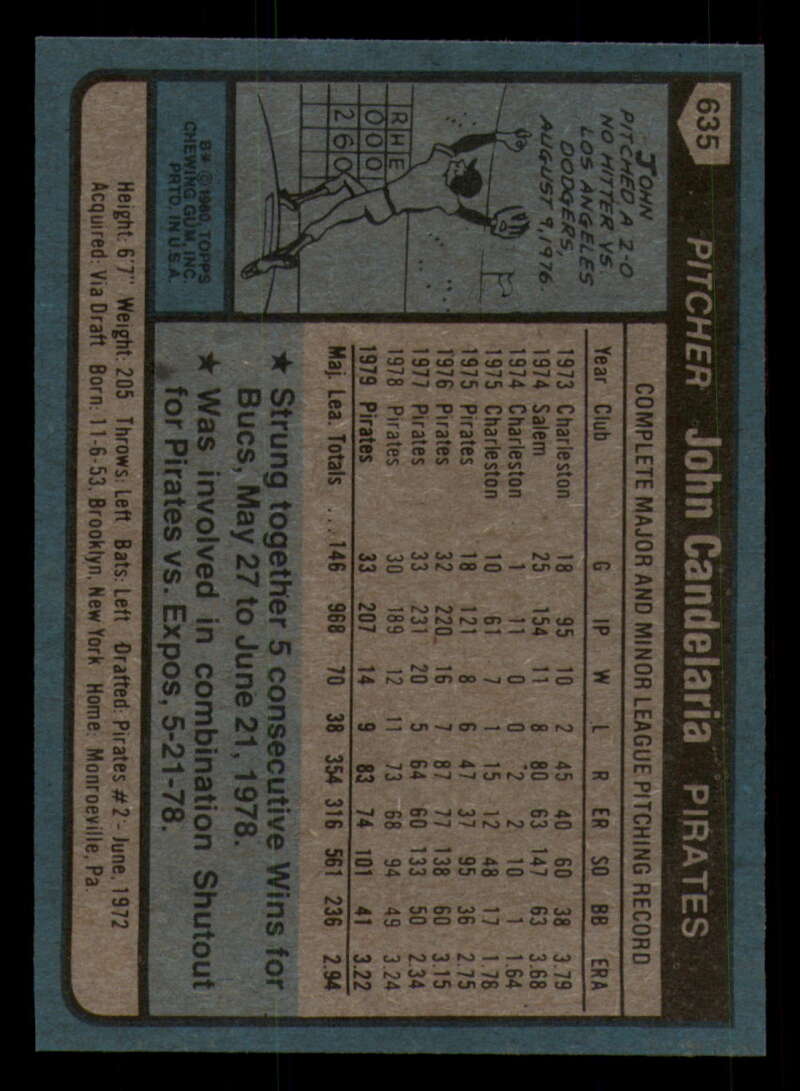 635
PITCHER John Candelaria PIRATES
JOHN
PITCHED A 2-0
NO HITTER VS.
LOS ANGELES
DODGERS,
AUGUST 9, 1976.
R H E
0 0 0
2 6 0
B* © 1980 TOPPS
CHEWING GUM, INC.
PRTD. IN U.S.A.
COMPLETE MAJOR AND MINOR LEAGUE PITCHING RECORD
Year Club G IP W L R ER SO BB ERA
1973 Charleston 18 95 10 2 45 40 60 38 3.79
1974 Salem 25 154 11 8 80 63 147 63 3.68
1974 Charleston 1 11 0 0 2 2 10 1 1.64
1975 Charleston 10 61 7 1 15 12 48 17 1.78
1975 Pirates 18 121 8 6 47 37 95 36 2.75
1976 Pirates 32 220 16 7 87 77 138 60 3.15
1977 Pirates 33 231 20 5 64 60 133 50 2.34
1978 Pirates 30 189 12 11 73 68 94 49 3.24
1979 Pirates 33 207 14 9 83 74 101 41 3.22
Maj. Lea. Totals ... 146 968 70 38 354 316 561 236 2.94
★ Strung together 5 consecutive Wins for
Bucs, May 27 to June 21, 1978.
★ Was involved in combination Shutout
for Pirates vs. Expos, 5-21-78.
Height: 6'7" Weight: 205 Throws: Left Bats: Left Drafted: Pirates #2 - June, 1972
Acquired: Via Draft Born: 11-6-53, Brooklyn, New York Home: Monroeville, Pa.